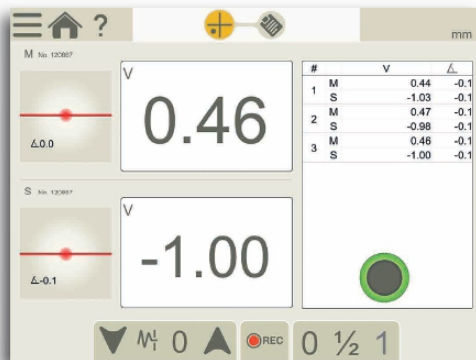 ?
mm
M No. 120867
V
0.46
∡0.0
S No. 120867
V
-1.00
∡-0.1
# V ∡
1 M 0.44 -0.1
S -1.03 -0.1
2 M 0.47 -0.1
S -0.98 -0.1
3 M 0.46 -0.1
S -1.00 -0.1
0 REC 0 ½ 1